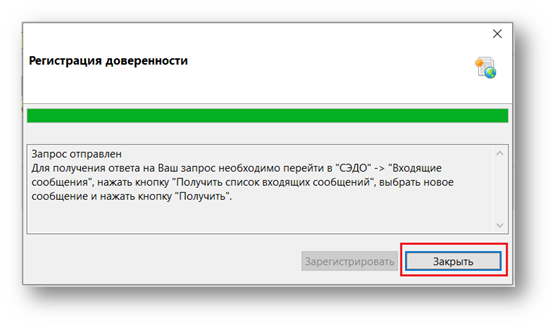 Регистрация доверенности
Запрос отправлен
Для получения ответа на Ваш запрос необходимо перейти в "СЭДО" -> "Входящие
сообщения", нажать кнопку "Получить список входящих сообщений", выбрать новое
сообщение и нажать кнопку "Получить".
Зарегистрировать
Закрыть